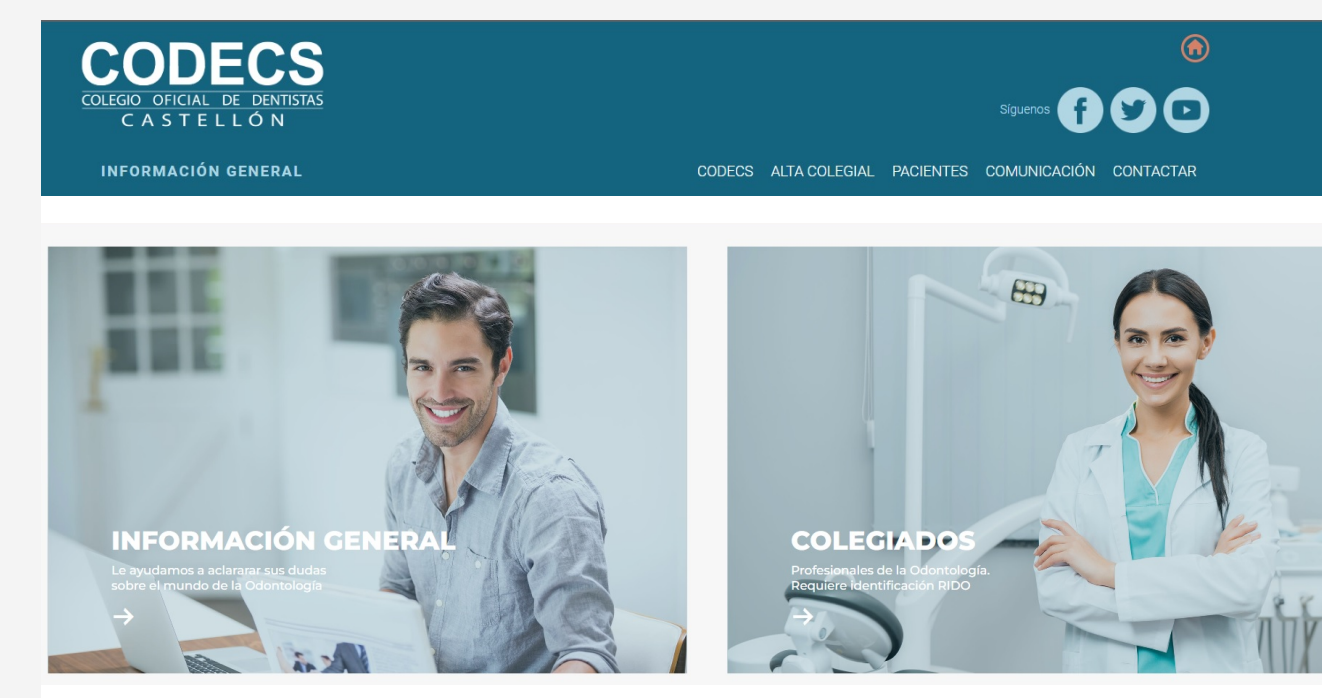 CODECS
COLEGIO OFICIAL DE DENTISTAS
CASTELLÓN
Síguenos
INFORMACIÓN GENERAL
CODECS ALTA COLEGIAL PACIENTES COMUNICACIÓN CONTACTAR
INFORMACIÓN GENERAL
Le ayudamos a aclararar sus dudas
sobre el mundo de la Odontología
COLEGIADOS
Profesionales de la Odontología.
Requiere identificación RIDO